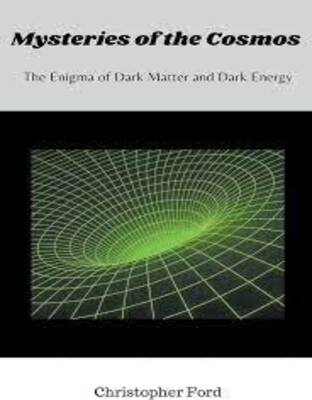 Mysteries of the Cosmos
The Enigma of Dark Matter and Dark Energy
Christopher Ford